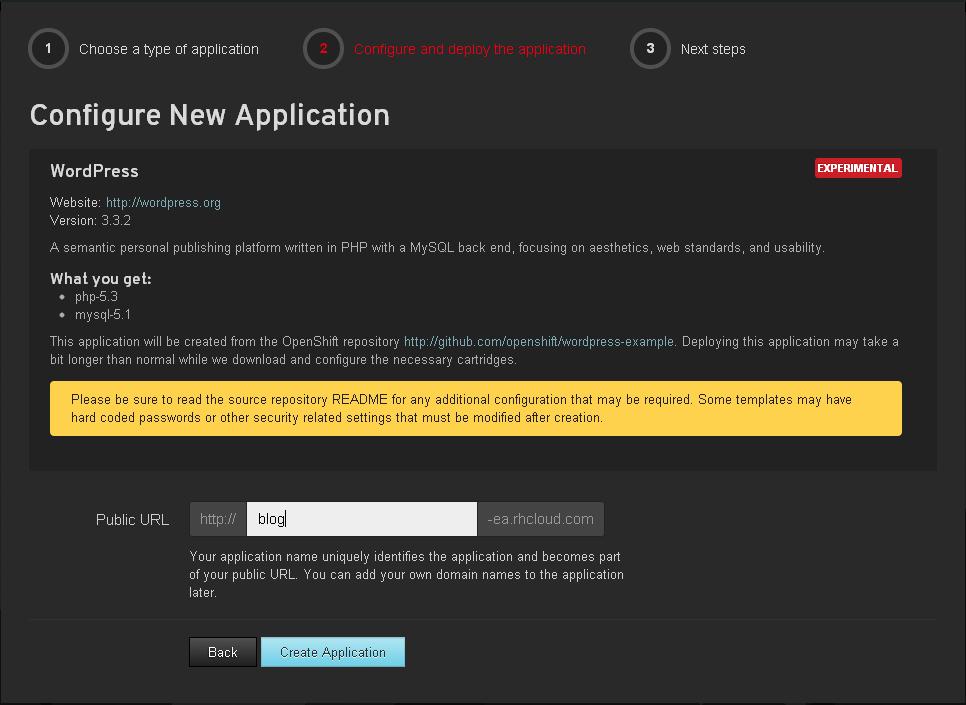 1 Choose a type of application 2 Configure and deploy the application 3 Next steps
Configure New Application
WordPress EXPERIMENTAL
Website: http://wordpress.org
Version: 3.3.2
A semantic personal publishing platform written in PHP with a MySQL back end, focusing on aesthetics, web standards, and usability.
What you get:
php-5.3
mysql-5.1
This application will be created from the OpenShift repository http://github.com/openshift/wordpress-example. Deploying this application may take a
bit longer than normal while we download and configure the necessary cartridges.
Please be sure to read the source repository README for any additional configuration that may be required. Some templates may have
hard coded passwords or other security related settings that must be modified after creation.
Public URL http:// blog -ea.rhcloud.com
Your application name uniquely identifies the application and becomes part
of your public URL. You can add your own domain names to the application
later.
Back Create Application